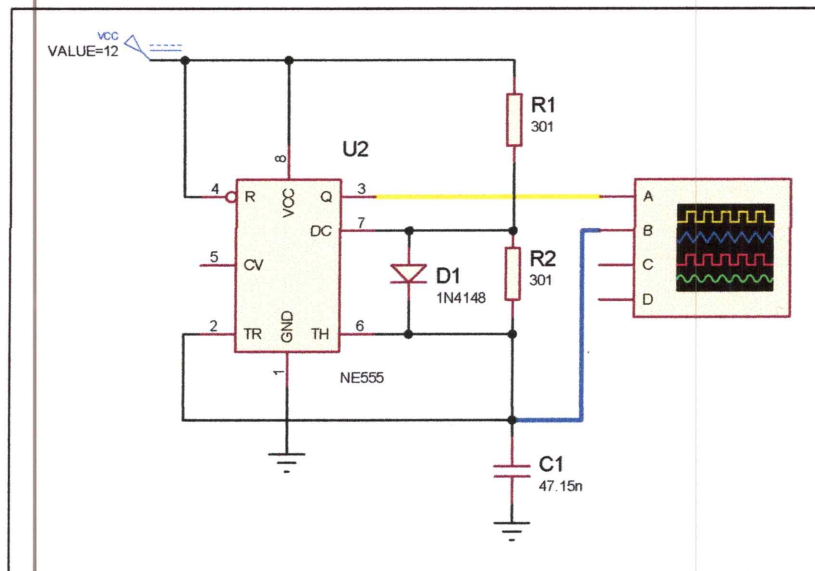 VCC
VALUE=12
R1
301
U2
8
4
R
VCC
Q
3
A
DC
7
B
5
CV
R2
301
C
D1
1N4148
D
2
TR
GND
TH
6
1
NE555
C1
47.15n